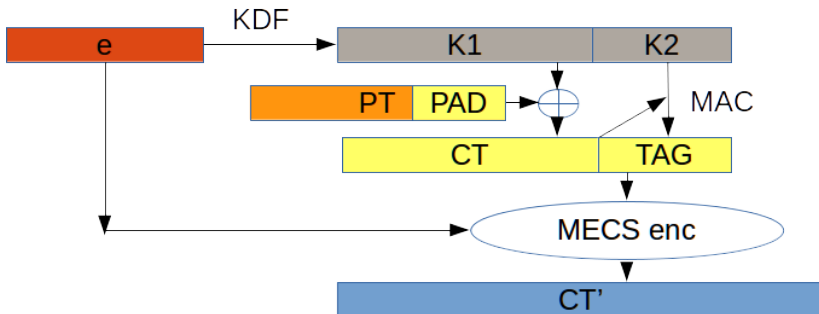 KDF
e
K1
K2
PT
PAD
MAC
CT
TAG
MECS enc
CT’